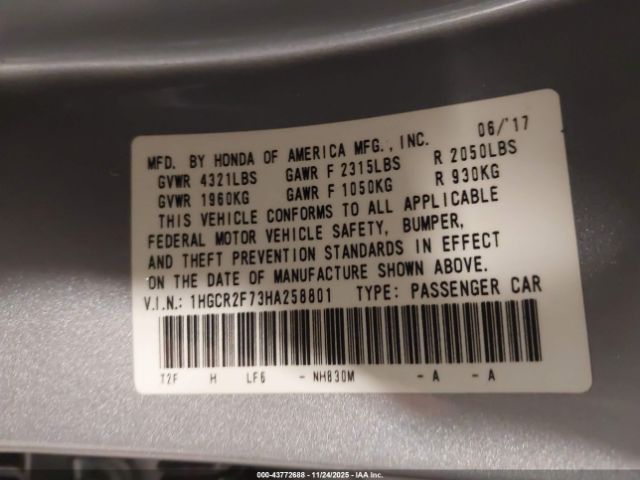 MFD. BY HONDA OF AMERICA MFG., INC. 06/'17
GVWR 4321LBS GAWR F 2315LBS R 2050LBS
GVWR 1960KG GAWR F 1050KG R 930KG
THIS VEHICLE CONFORMS TO ALL APPLICABLE
FEDERAL MOTOR VEHICLE SAFETY, BUMPER,
AND THEFT PREVENTION STANDARDS IN EFFECT
ON THE DATE OF MANUFACTURE SHOWN ABOVE.
V.I.N.: 1HGCR2F73HA258801 TYPE: PASSENGER CAR
T2F H LF6 - NH830M - A - A
000-43772688 - 11/24/2025 - IAA Inc.